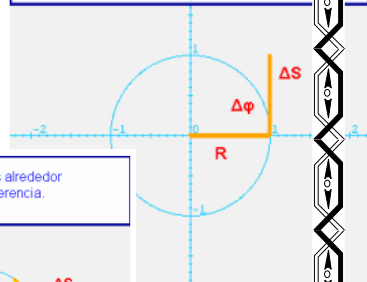 1
ΔS
Δφ
-2 -1 0 1 2
R
s alrededor
erencia.
-1
ΔS